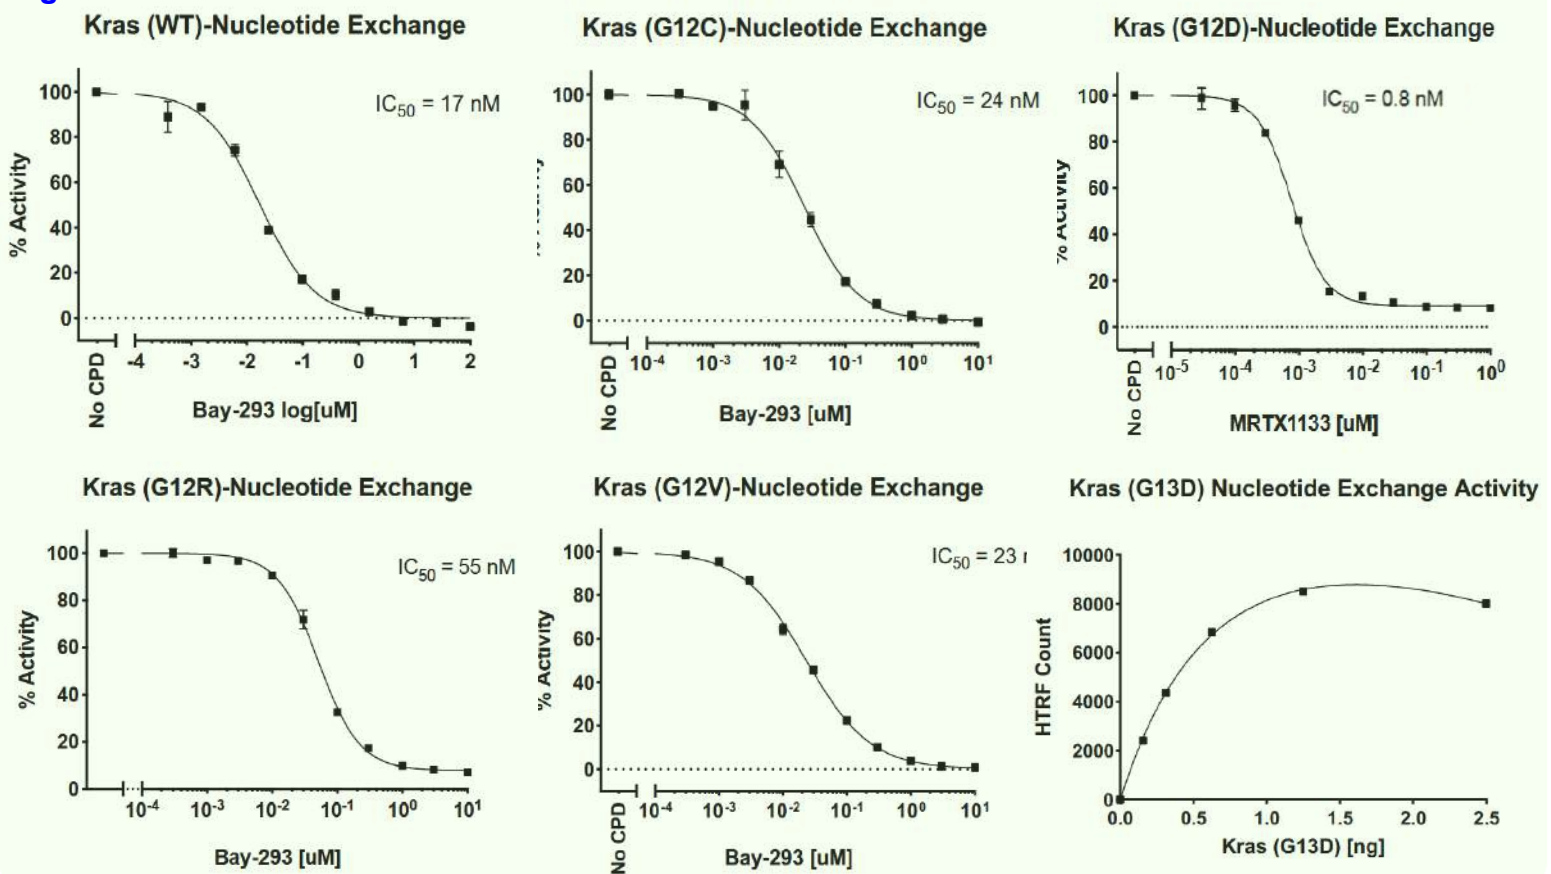 Kras (WT)-Nucleotide Exchange
IC50 = 17 nM
% Activity
100
80
60
40
20
0
No CPD
-4 -3 -2 -1 0 1 2
Bay-293 log[uM]
Kras (G12C)-Nucleotide Exchange
IC50 = 24 nM
100
80
60
40
20
0
No CPD
10-4 10-3 10-2 10-1 100 101
Bay-293 [uM]
Kras (G12D)-Nucleotide Exchange
IC50 = 0.8 nM
% Activity
100
80
60
40
20
0
No CPD
10-5 10-4 10-3 10-2 10-1 100
MRTX1133 [uM]
Kras (G12R)-Nucleotide Exchange
IC50 = 55 nM
% Activity
100
80
60
40
20
0
10-4 10-3 10-2 10-1 100 101
Bay-293 [uM]
Kras (G12V)-Nucleotide Exchange
IC50 = 23
% Activity
100
80
60
40
20
0
No CPD
10-4 10-3 10-2 10-1 100 101
Bay-293 [uM]
Kras (G13D) Nucleotide Exchange Activity
HTRF Count
10000
8000
6000
4000
2000
0
0.0 0.5 1.0 1.5 2.0 2.5
Kras (G13D) [ng]